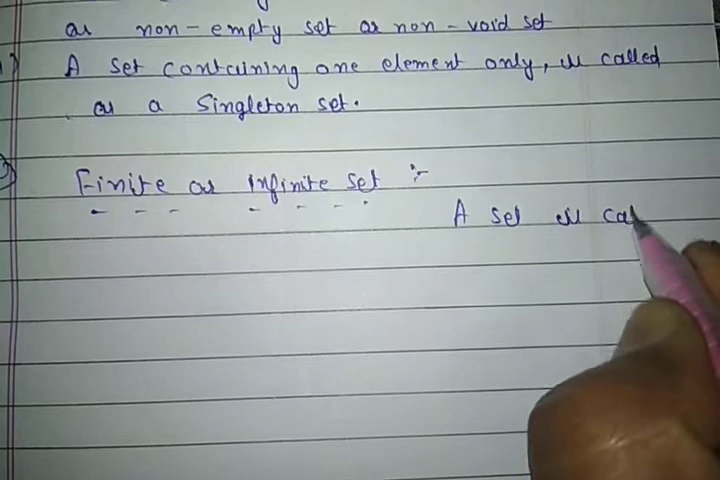 as non-empty set or non-void set
A set containing one element only, is called
as a singleton set.
Finite as infinite set :-
A set is cal